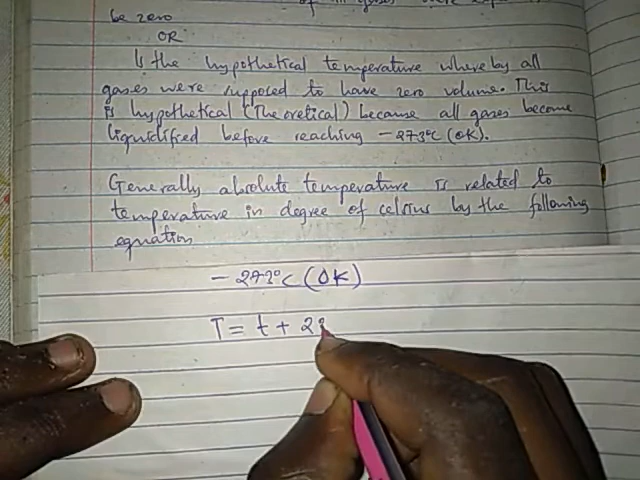 be zero
OR
Is the hypothetical temperature whereby all
gases were supposed to have zero volume. This
is hypothetical (Theoretical) because all gases become
liquidified before reaching -273°C (0K).
Generally absolute temperature is related to
temperature in degree of celsius by the following
equation
-273°C (0K)
T = t + 2